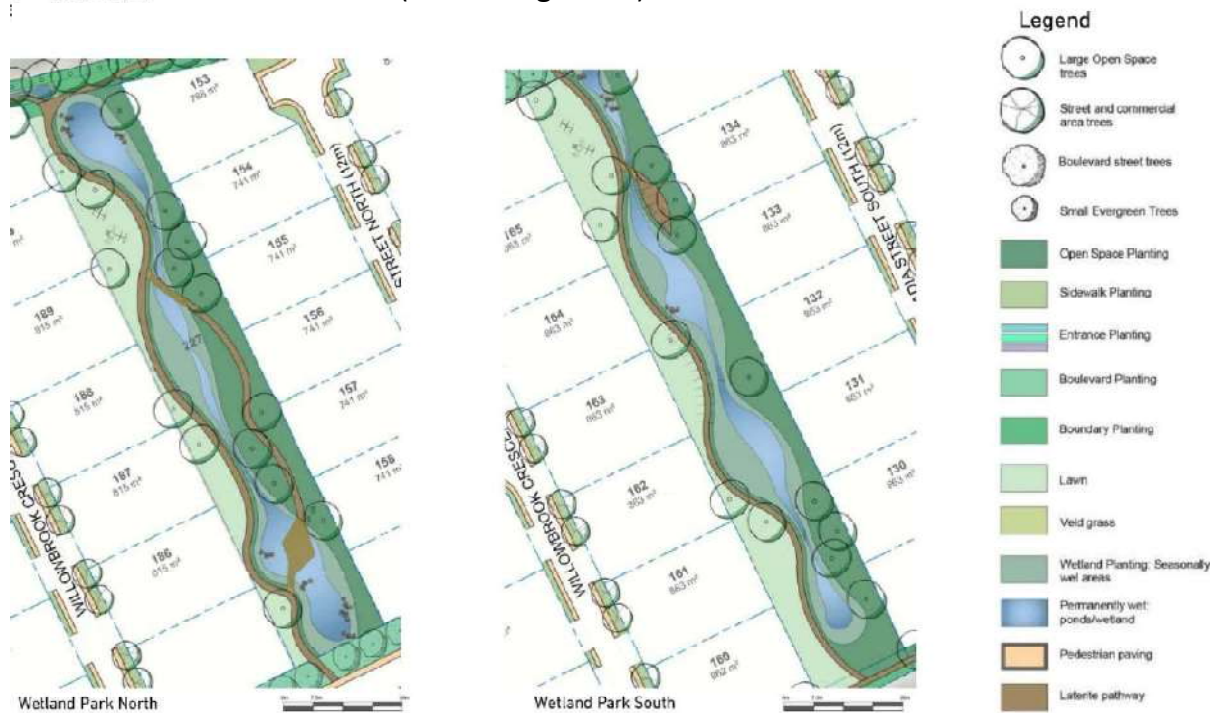 Legend
Large Open Space
trees
Street and commercial
area trees
Boulevard street trees
Small Evergreen Trees
Open Space Planting
Sidewalk Planting
Entrance Planting
Boulevard Planting
Boundary Planting
Lawn
Veld grass
Wetland Planting: Seasonally
wet areas
Permanently wet:
ponds/wetland
Pedestrian paving
Laterite pathway
153
154
741 m²
155
741 m²
156
741 m²
157
741 m²
158
189
815 m²
188
815 m²
187
815 m²
186
815 m²
227
STREET NORTH (12m)
WILLOWBROOK CRESC
Wetland Park North
134
863 m²
133
863 m²
132
131
863 m²
130
164
863 m²
163
863 m²
162
863 m²
161
863 m²
160
STREET SOUTH (12m)
WILLOWBROOK CRESCE
Wetland Park South